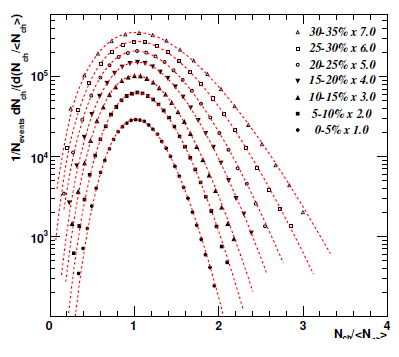 1/N_events dN_ch/(d(N_ch/<N_ch>)
30-35% x 7.0
25-30% x 6.0
20-25% x 5.0
15-20% x 4.0
10-15% x 3.0
5-10% x 2.0
0-5% x 1.0
10^5
10^4
10^3
0 1 2 3 4